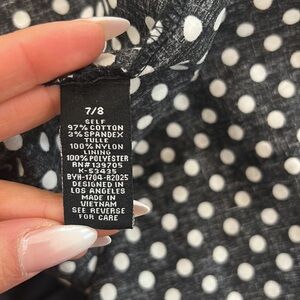 7/8
SELF
97% COTTON
3% SPANDEX
TULLE
100% NYLON
LINING
100% POLYESTER
RN# 139705
K-53435
BYH-1704-R2025
DESIGNED IN
LOS ANGELES
MADE IN
VIETNAM
SEE REVERSE
FOR CARE